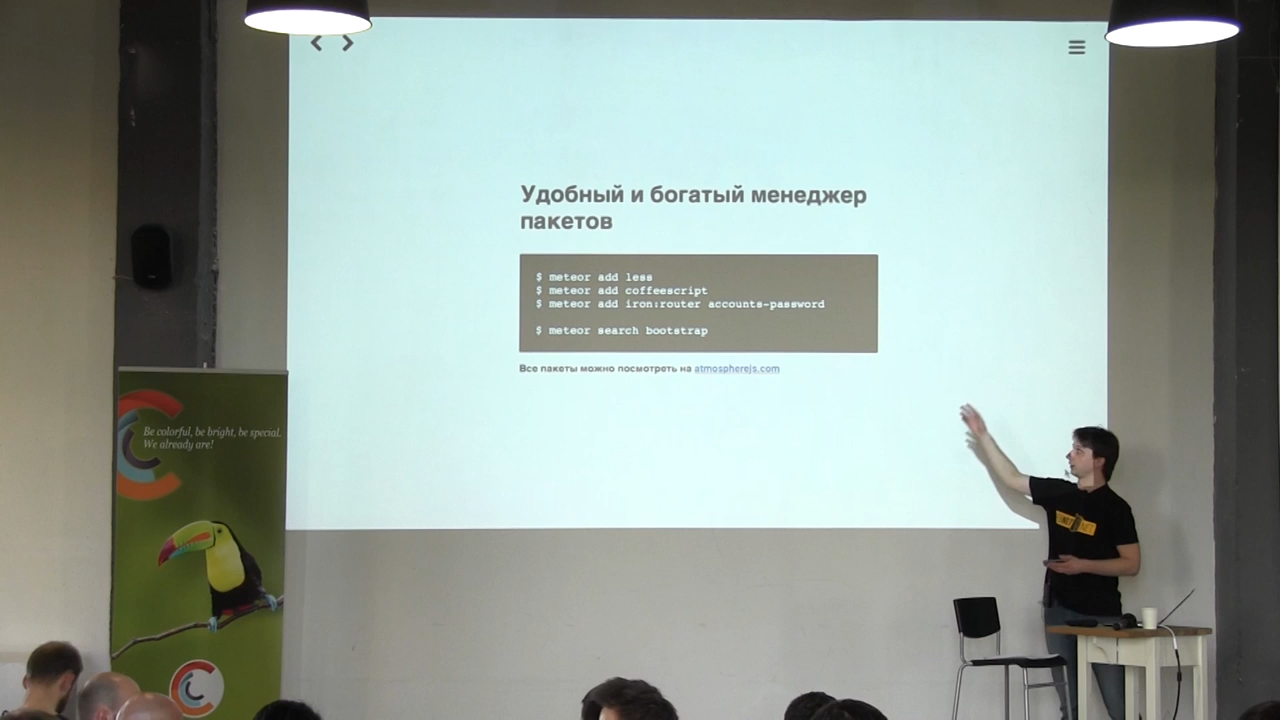 Удобный и богатый менеджер
пакетов
$ meteor add less
$ meteor add coffeescript
$ meteor add iron:router accounts-password
$ meteor search bootstrap
Все пакеты можно посмотреть на atmospherejs.com
Be colorful, be bright, be special.
We already are!